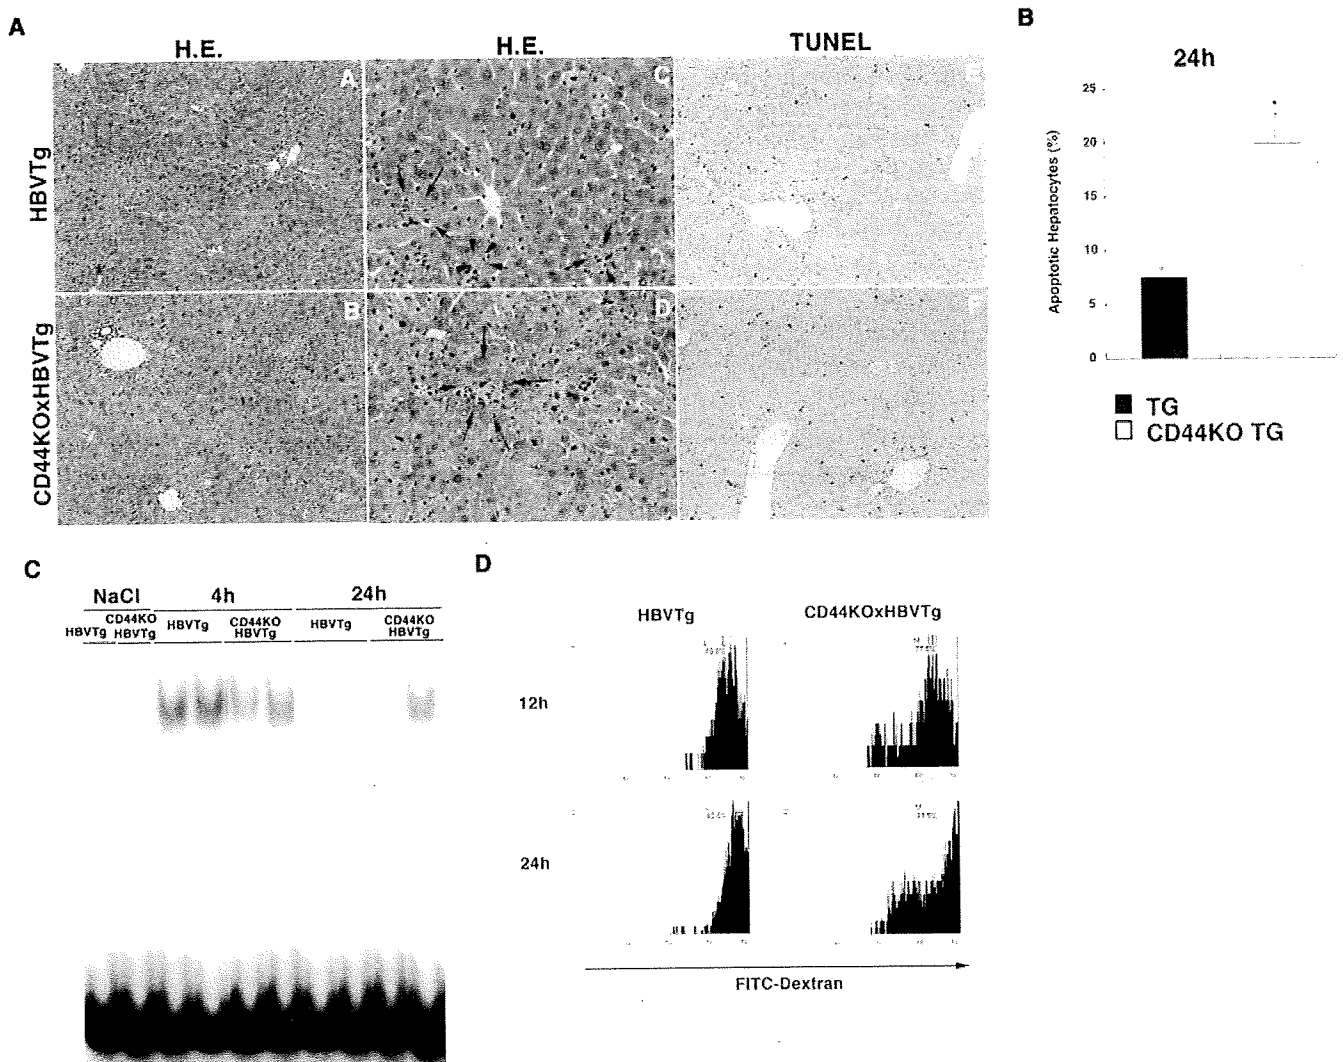 A
H.E.
H.E.
TUNEL
HBVTg
CD44KOxHBVTg
A
C
E
B
D
F
B
24h
Apoptotic Hepatocytes (%)
25
20
15
10
5
0
TG
CD44KO TG
C
NaCl
4h
24h
HBVTg
CD44KO
HBVTg
HBVTg
CD44KO
HBVTg
HBVTg
CD44KO
HBVTg
D
HBVTg
CD44KOxHBVTg
12h
24h
FITC-Dextran